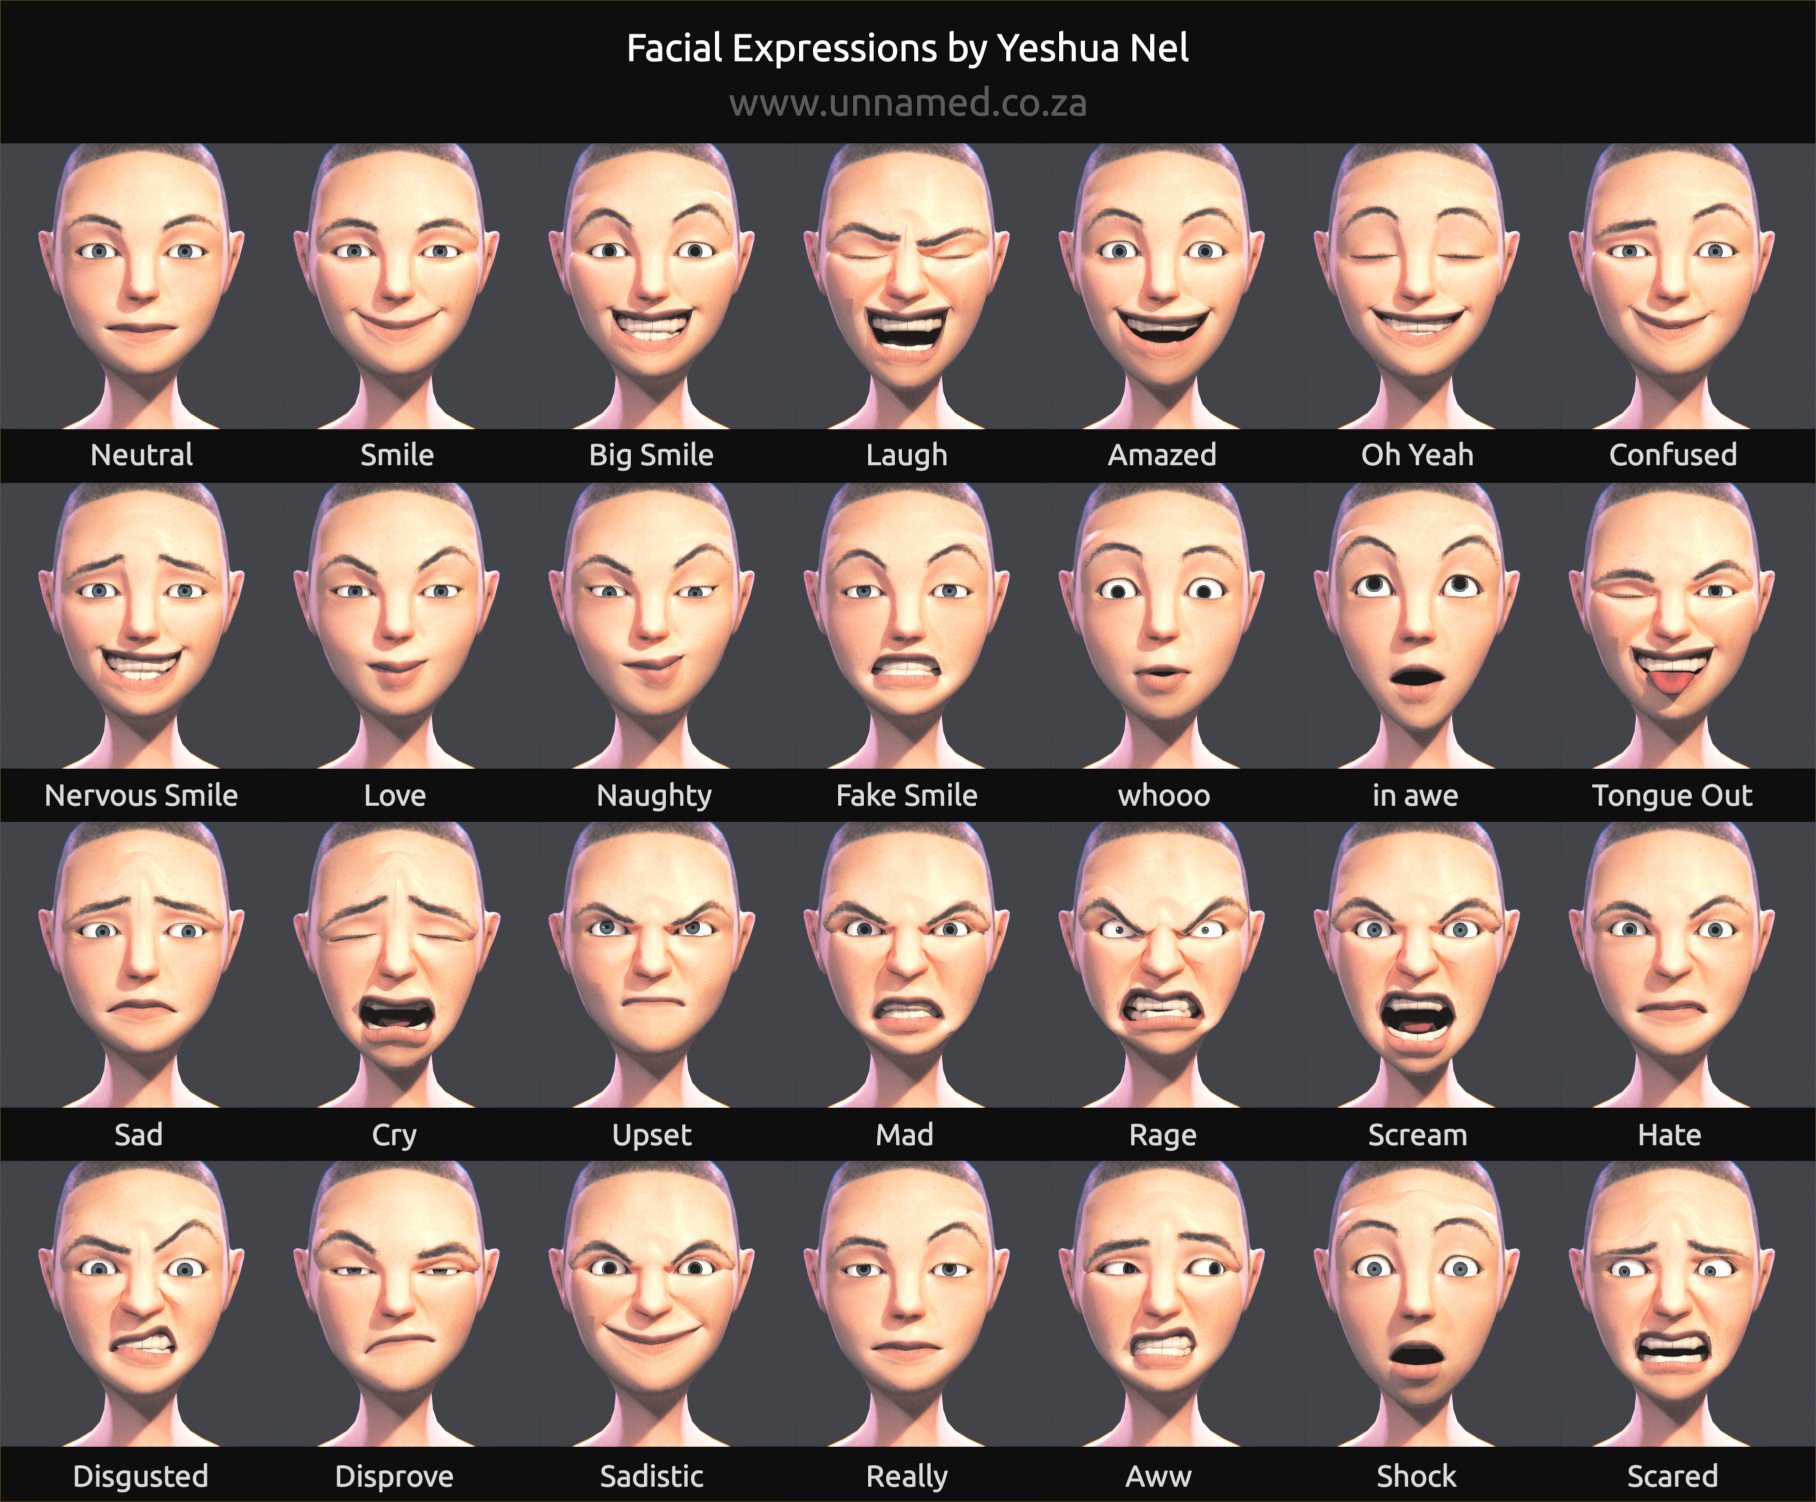 Facial Expressions by Yeshua Nel
www.unnamed.co.za
Neutral
Smile
Big Smile
Laugh
Amazed
Oh Yeah
Confused
Nervous Smile
Love
Naughty
Fake Smile
whooo
in awe
Tongue Out
Sad
Cry
Upset
Mad
Rage
Scream
Hate
Disgusted
Disprove
Sadistic
Really
Aww
Shock
Scared